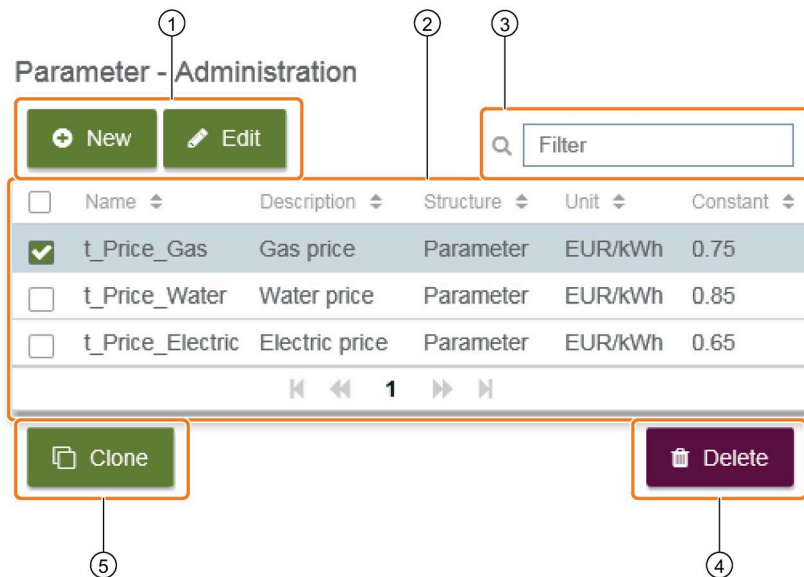 1 2 3
Parameter - Administration
New Edit Filter
Name Description Structure Unit Constant
t_Price_Gas Gas price Parameter EUR/kWh 0.75
t_Price_Water Water price Parameter EUR/kWh 0.85
t_Price_Electric Electric price Parameter EUR/kWh 0.65
1
Clone Delete
5 4